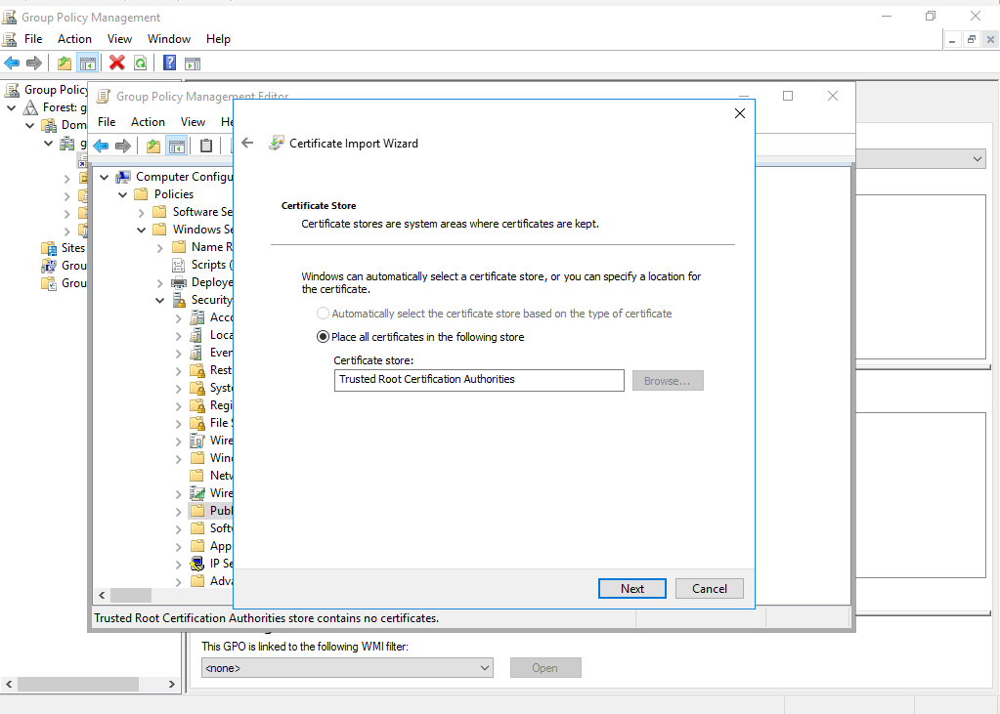 Group Policy Management
File Action View Window Help
Group Policy
Forest: g
Dom
g
Sites
Grou
Grou
Group Policy Management Editor
File Action View He
Computer Configu
Policies
Software Se
Windows Se
Name R
Scripts (
Deploye
Security
Acco
Loca
Even
Rest
Syst
Regi
File S
Wire
Wind
Netw
Wire
Publ
Soft
App
IP Se
Adva
Trusted Root Certification Authorities store contains no certificates.
Certificate Import Wizard
Certificate Store
Certificate stores are system areas where certificates are kept.
Windows can automatically select a certificate store, or you can specify a location for
the certificate.
Automatically select the certificate store based on the type of certificate
Place all certificates in the following store
Certificate store:
Trusted Root Certification Authorities
Browse...
Next
Cancel
This GPO is linked to the following WMI filter:
<none>
Open